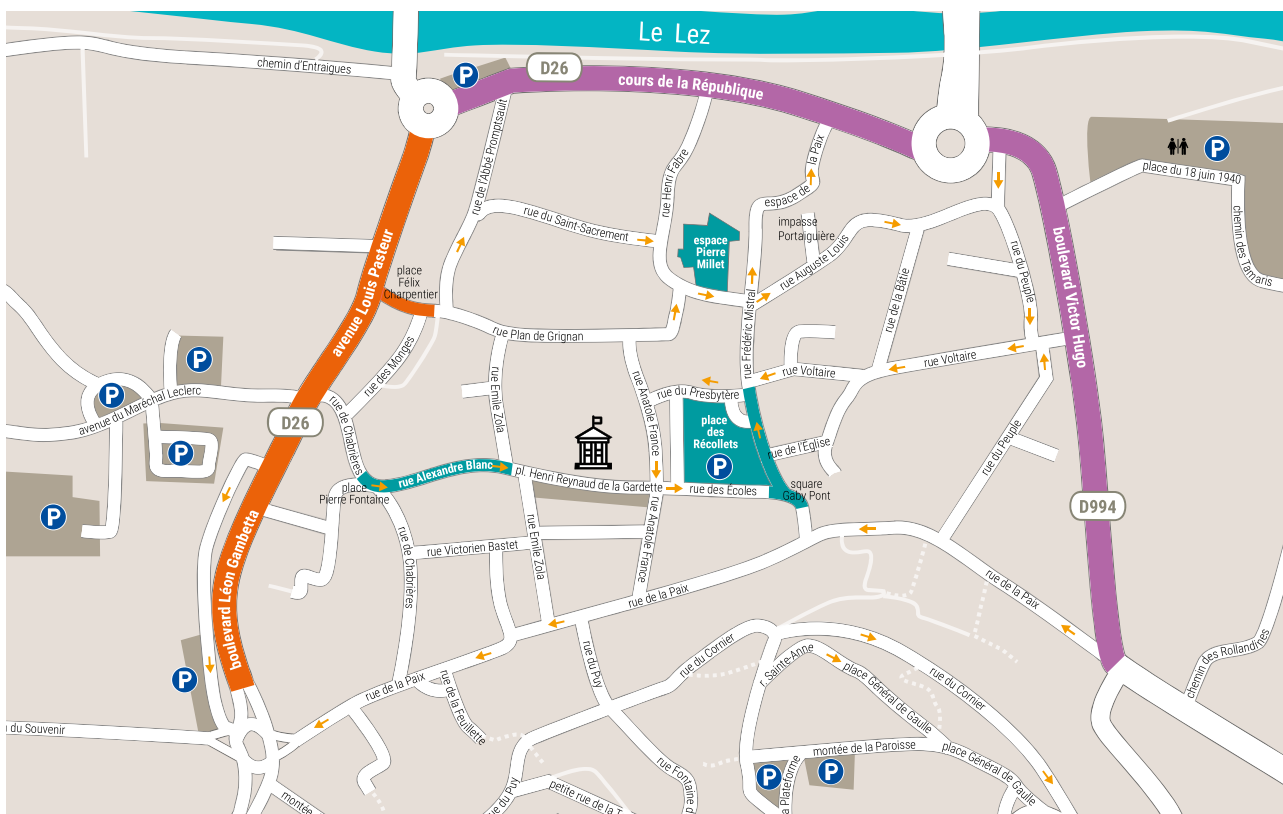 Le Lez
chemin d'Entraigues
P
D26
cours de la République
P
place du 18 juin 1940
chemin des Tamaris
rue de l'Abbé Promptsault
rue Henri Fabre
espace de
la Paix
rue du Saint-Sacrement
impasse
Portaiguière
espace
Pierre
Millet
rue Auguste Louis
rue du Peuple
boulevard Victor Hugo
avenue Louis Pasteur
place
Félix
Charpentier
rue de la Bâtie
rue Plan de Grignan
rue Frédéric Mistral
rue Voltaire
rue Voltaire
P
rue des Monges
P
avenue du Maréchal Leclerc
rue Emile Zola
rue Anatole France
rue du Presbytère
D26
rue de Chabrières
place
des
Récollets
P
P
rue de l'Église
rue du Peuple
rue Alexandre Blanc
pl. Henri Reynaud de la Gardette
rue des Écoles
square
Gaby Pont
place
Pierre Fontaine
P
D994
boulevard Léon Gambetta
rue de Chabrières
rue Victorien Bastet
rue Emile Zola
rue Anatole France
rue de la Paix
rue de la Paix
P
rue de la Paix
rue de la Feuillette
rue du Puy
rue du Cornier
r. Sainte-Anne
place Général de Gaulle
rue du Cornier
chemin des Rollandires
du Souvenir
montée de la Paroisse
place Général de Gaulle
P
P
la Plateforme
rue Fontaine d
rue du Puy
petite rue de la T
montée